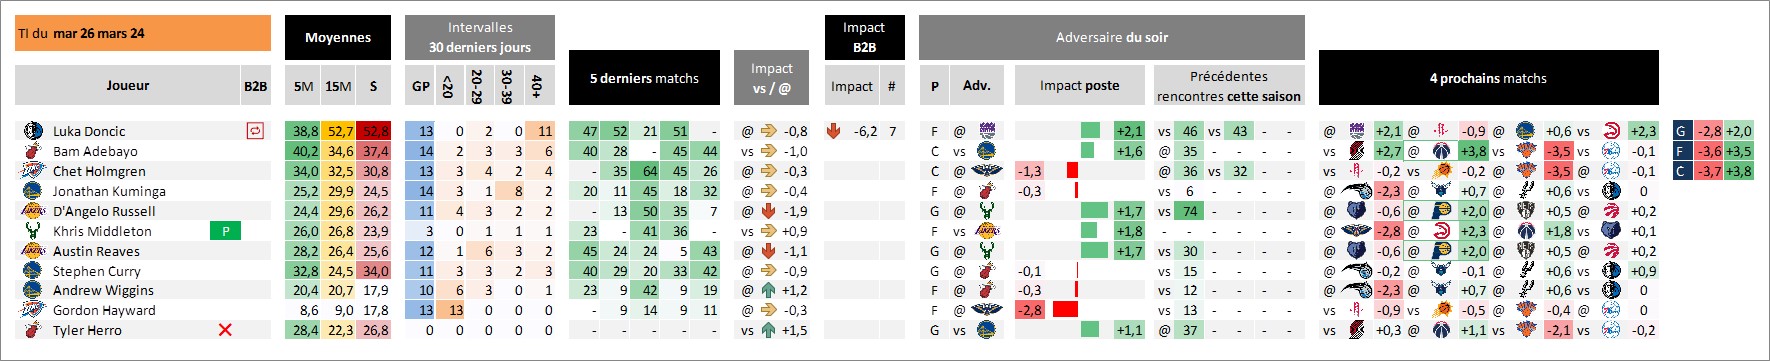 TI du mar 26 mars 24
Moyennes
Intervalles
30 derniers jours
Impact
B2B
Adversaire du soir
Joueur B2B 5M 15M S GP <20 20-29 30-39 40+ 5 derniers matchs Impact vs / @ Impact # P Adv. Impact poste Précédentes rencontres cette saison 4 prochains matchs
Luka Doncic 38,8 52,7 52,8 13 0 2 0 11 47 52 21 51 - @ -0,8 -6,2 7 F @ +2,1 vs 46 vs 43 - - @ +2,1 @ -0,9 @ +0,6 vs +2,3 G -2,8 +2,0
Bam Adebayo 40,2 34,6 37,4 14 2 3 3 6 40 28 - 45 44 vs -1,0 C vs +1,6 @ 35 - - - vs +2,7 @ +3,8 vs -3,5 vs -0,1 F -3,6 +3,5
Chet Holmgren 34,0 32,5 30,8 13 3 4 2 4 - 35 64 45 26 @ -0,3 C @ -1,3 @ 36 vs 32 - - vs -0,2 vs -0,2 @ -3,5 @ -0,1 C -3,7 +3,8
Jonathan Kuminga 25,2 29,9 24,5 14 3 1 8 2 20 11 45 18 32 @ -0,4 F @ -0,3 vs 6 - - - @ -2,3 @ +0,7 @ +0,6 vs 0
D'Angelo Russell 24,4 29,6 26,2 11 4 3 2 2 - 13 50 35 7 @ -1,9 G @ +1,7 vs 74 - - - @ -0,6 @ +2,0 @ +0,5 @ +0,2
Khris Middleton P 26,0 26,8 23,9 3 0 1 1 1 23 - 41 36 - vs +0,9 F vs +1,8 - - - - - @ -2,8 @ +2,3 @ +1,8 vs +0,1
Austin Reaves 28,2 26,4 25,6 12 1 6 3 2 45 24 24 5 43 @ -1,1 G @ +1,7 vs 30 - - - @ -0,6 @ +2,0 @ +0,5 @ +0,2
Stephen Curry 32,8 24,5 34,0 11 3 3 2 3 40 29 20 33 42 @ -0,9 G @ -0,1 vs 15 - - - @ -0,2 @ -0,1 @ +0,6 vs +0,9
Andrew Wiggins 20,4 20,7 17,9 10 6 3 0 1 23 9 42 9 19 @ +1,2 F @ -0,3 vs 12 - - - @ -2,3 @ +0,7 @ +0,6 vs 0
Gordon Hayward 8,6 9,0 17,8 13 13 0 0 0 - 9 14 9 11 @ -0,3 F @ -2,8 vs 13 - - - vs -0,9 vs -0,5 @ -0,4 @ 0
Tyler Herro 28,4 22,3 26,8 0 0 0 0 0 - - - - - vs +1,5 G vs +1,1 @ 37 - - - vs +0,3 @ +1,1 vs -2,1 vs -0,2